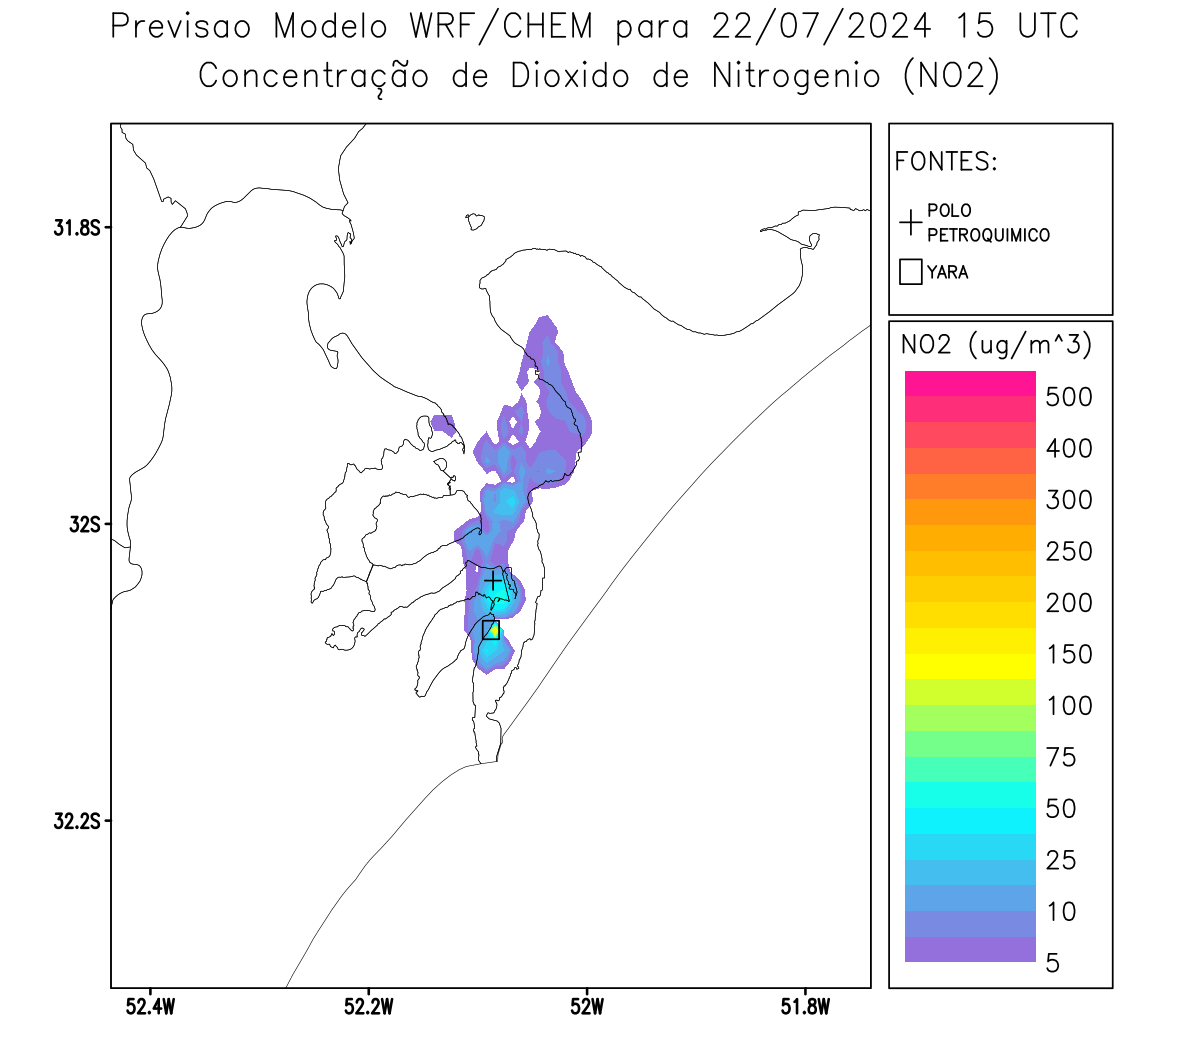 Previsao Modelo WRF/CHEM para 22/07/2024 15 UTC
Concentração de Dioxido de Nitrogenio (NO2)
FONTES:
POLO
PETROQUIMICO
YARA
NO2 (ug/m^3)
500
400
300
250
200
150
100
75
50
25
10
5
31.8S
32S
32.2S
52.4W
52.2W
52W
51.8W